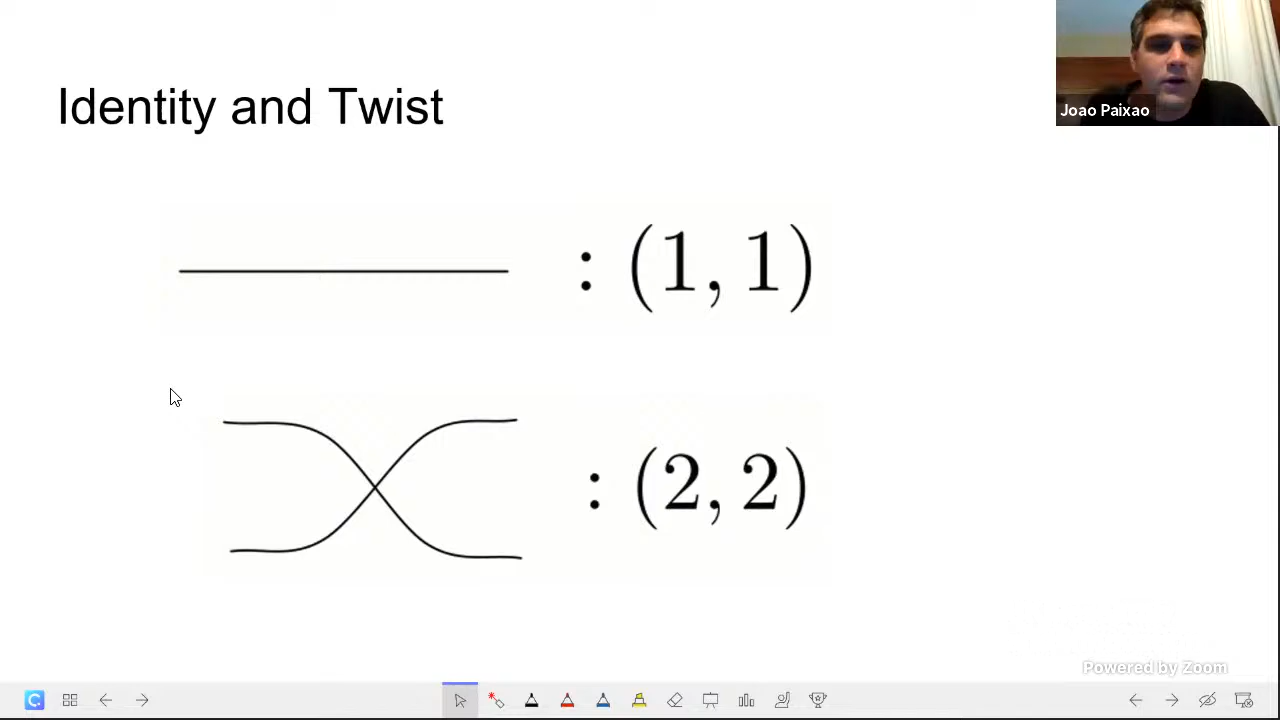 Identity and Twist
Joao Paixao
: (1, 1)
: (2, 2)
Powered by Zoom